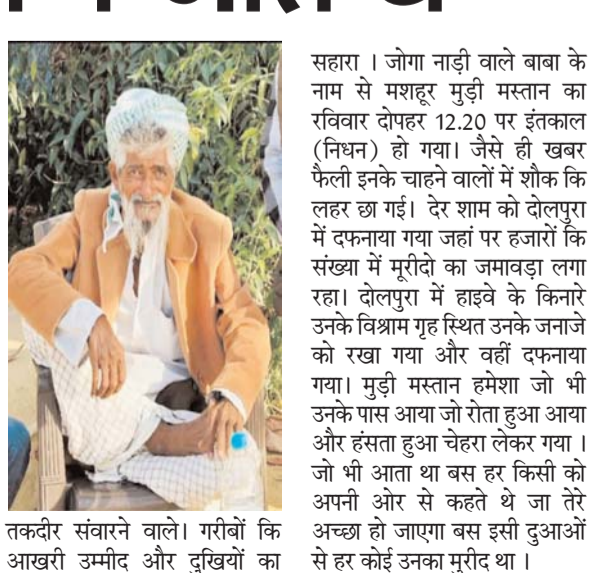 तकदीर संवारने वाले। गरीबों कि
आखरी उम्मीद और दुखियों का
सहारा । जोगा नाड़ी वाले बाबा के
नाम से मशहूर मुड़ी मस्तान का
रविवार दोपहर 12.20 पर इंतकाल
(निधन) हो गया। जैसे ही खबर
फैली इनके चाहने वालों में शौक कि
लहर छा गई। देर शाम को दोलपुरा
में दफनाया गया जहां पर हजारों कि
संख्या में मूरीदो का जमावड़ा लगा
रहा। दोलपुरा में हाइवे के किनारे
उनके विश्राम गृह स्थित उनके जनाजे
को रखा गया और वहीं दफनाया
गया। मुड़ी मस्तान हमेशा जो भी
उनके पास आया जो रोता हुआ आया
और हंसता हुआ चेहरा लेकर गया ।
जो भी आता था बस हर किसी को
अपनी ओर से कहते थे जा तेरे
अच्छा हो जाएगा बस इसी दुआओं
से हर कोई उनका मुरीद था ।